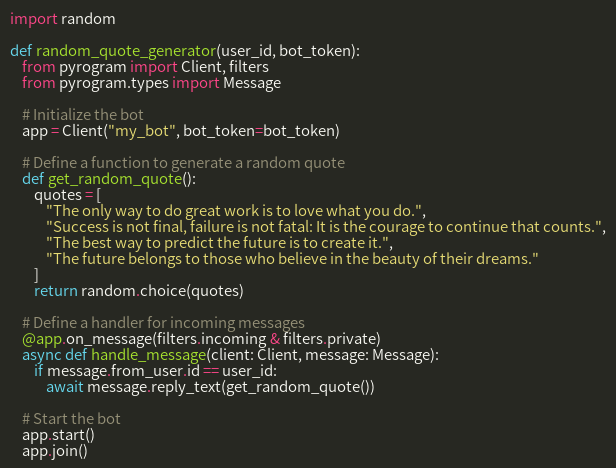 import random

def random_quote_generator(user_id, bot_token):
    from pyrogram import Client, filters
    from pyrogram.types import Message

    # Initialize the bot
    app = Client("my_bot", bot_token=bot_token)

    # Define a function to generate a random quote
    def get_random_quote():
        quotes = [
            "The only way to do great work is to love what you do.",
            "Success is not final, failure is not fatal: It is the courage to continue that counts.",
            "The best way to predict the future is to create it.",
            "The future belongs to those who believe in the beauty of their dreams."
        ]
        return random.choice(quotes)

    # Define a handler for incoming messages
    @app.on_message(filters.incoming & filters.private)
    async def handle_message(client: Client, message: Message):
        if message.from_user.id == user_id:
            await message.reply_text(get_random_quote())

    # Start the bot
    app.start()
    app.join()